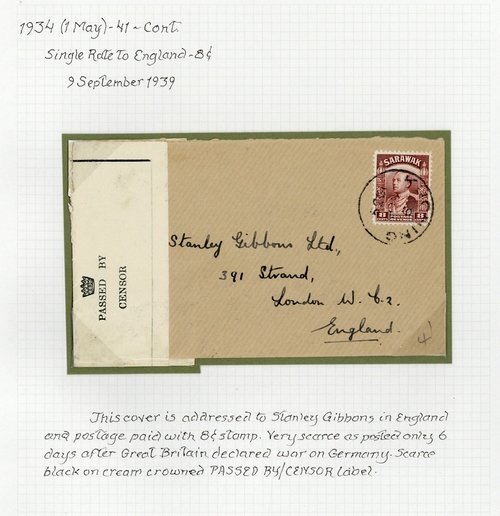 1934 (1 May)-41 ~ Cont.
Single Rate To England - 8¢
9 September 1939
SARAWAK
8 8
KUCHING
PASSED BY
CENSOR
Stanley Gibbons Ltd.,
391 Strand,
London W.C.2.
England.
This cover is addressed to Stanley Gibbons in England
and postage paid with 8¢ stamp. Very scarce as posted only 6
days after Great Britain declared war on Germany. Scarce
black on cream crowned PASSED BY/CENSOR label.